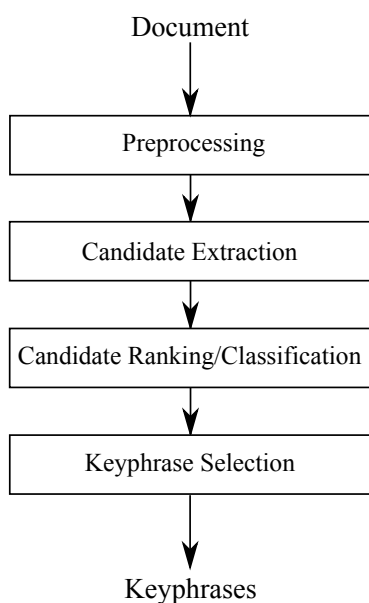 Document
Preprocessing
Candidate Extraction
Candidate Ranking/Classification
Keyphrase Selection
Keyphrases